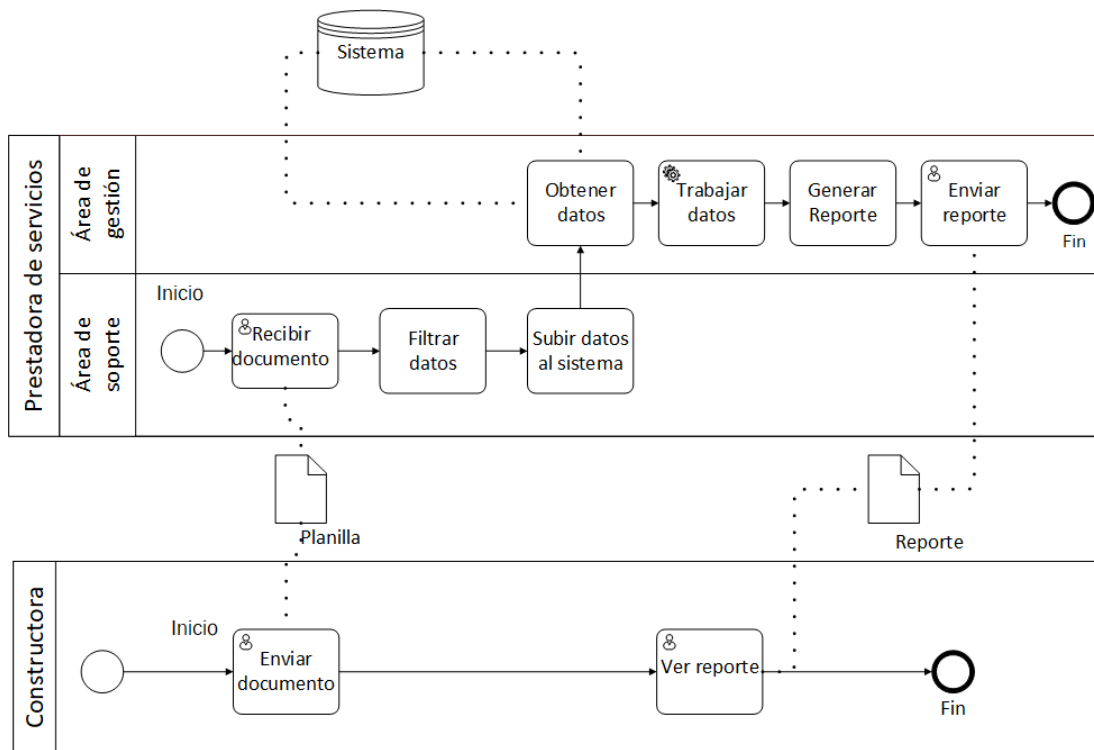 Sistema
Prestadora de servicios
Área de
gestión
Obtener
datos
Trabajar
datos
Generar
Reporte
Enviar
reporte
Fin
Área de
soporte
Inicio
Recibir
documento
Filtrar
datos
Subir datos
al sistema
Planilla
Reporte
Constructora
Inicio
Enviar
documento
Ver reporte
Fin